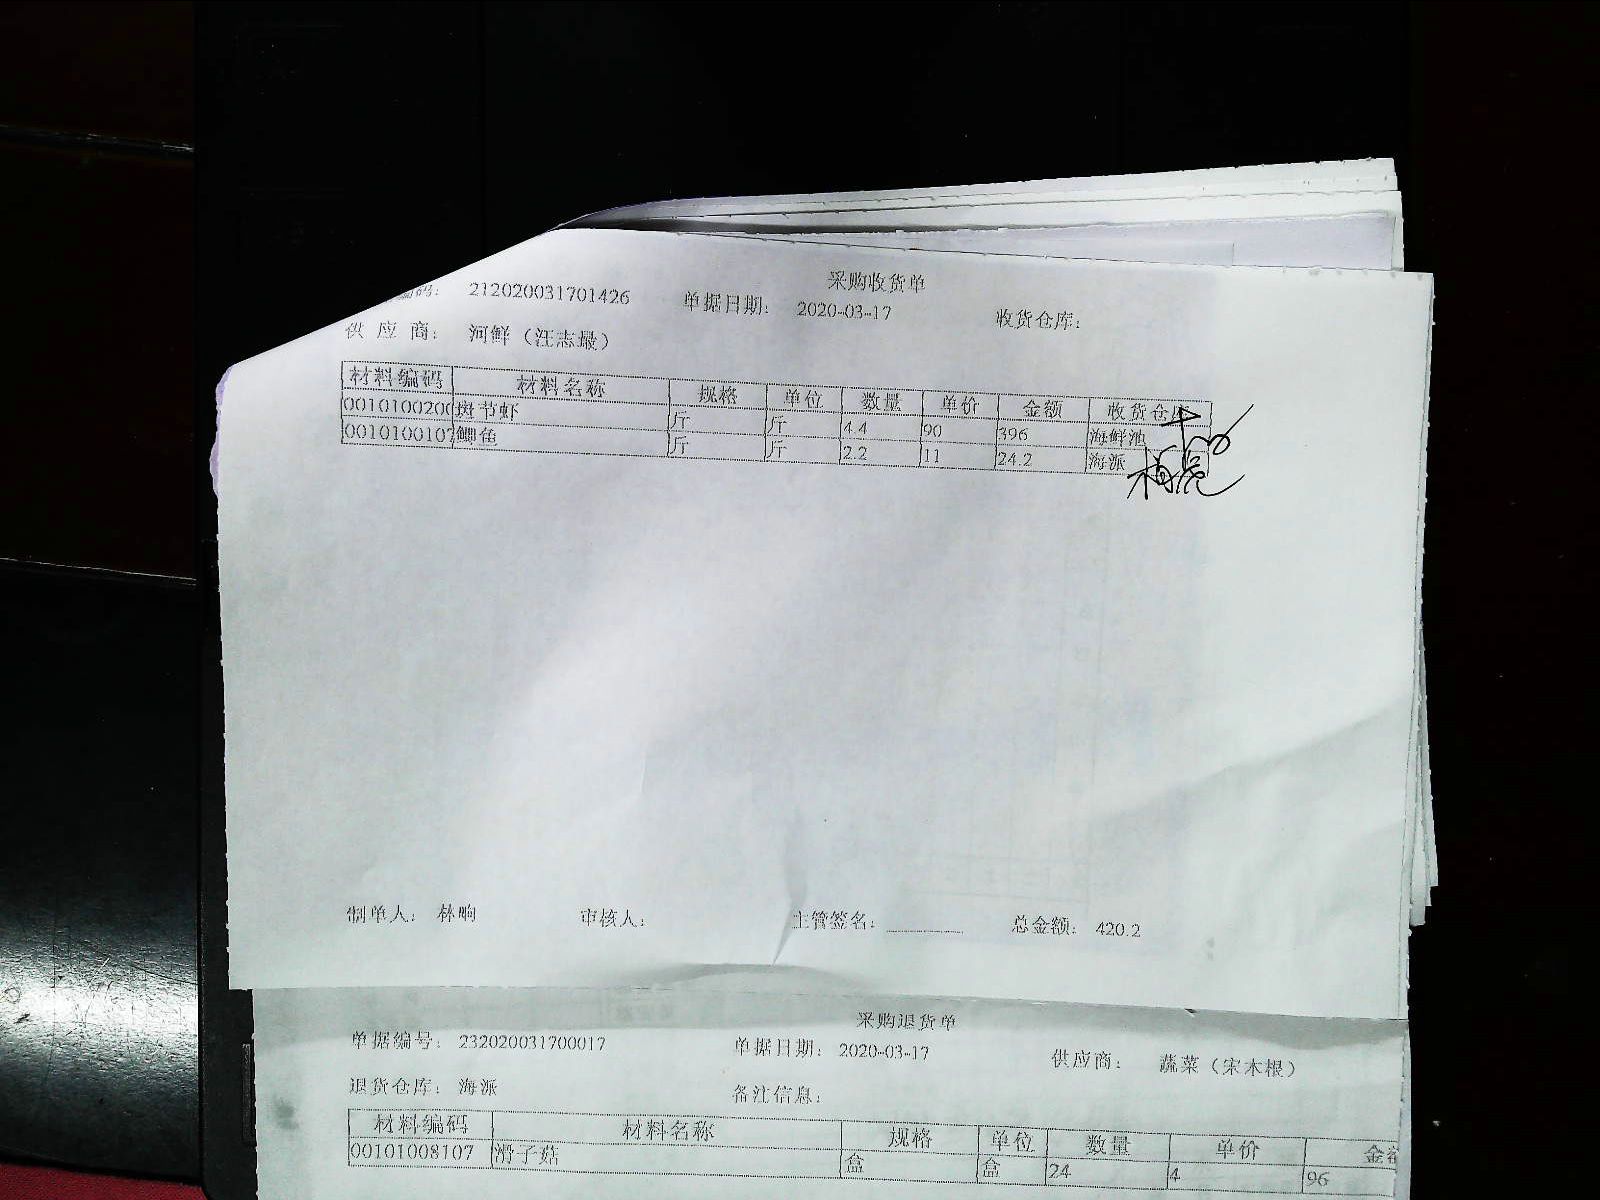 采购收货单
编码： 212020031701426 单据日期： 2020-03-17 收货仓库：
供 应 商： 河鲜（汪志璥）
材料编码 材料名称 规格 单位 数量 单价 金额 收货仓库
0010100200 斑节虾 斤 斤 4.4 90 396 海鲜池
0010100107 鲫鱼 斤 斤 2.2 11 24.2 海派
制单人： 林响 审核人： 主管签名： 总金额： 420.2
采购退货单
单据编号： 232020031700017 单据日期： 2020-03-17 供应商： 蔬菜（宋本根）
退货仓库： 海派 备注信息：
材料编码 材料名称 规格 单位 数量 单价 金
00101008107 滑子菇 盒 盒 24 4 96